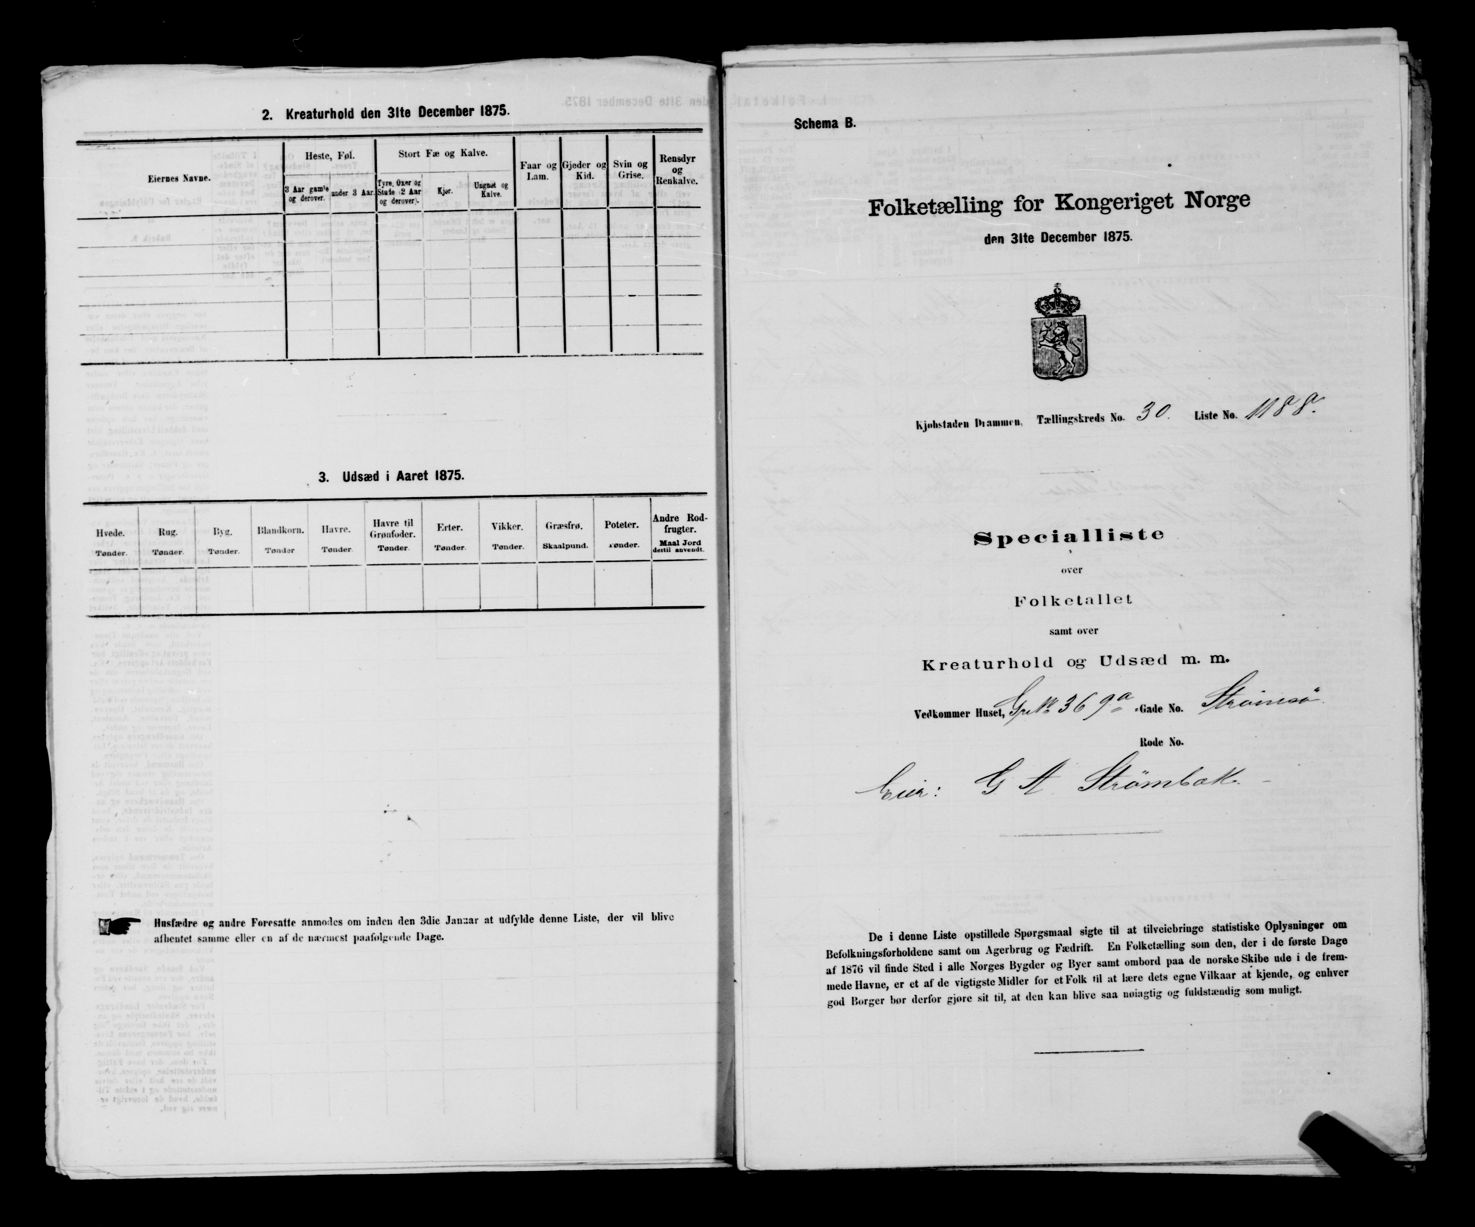 2. Kreaturhold den 31te December 1875.
Eiernes Navne.
Heste, Føl.
3 Aar gamle og derover.
under 3 Aar.
Stort Fæ og Kalve.
Tyre, Oxer og Stude (2 Aar og derover).
Kjør.
Ungnøt og Kalve.
Faar og Lam.
Gjeder og Kid.
Svin og Grise.
Rensdyr og Renkalve.
3. Udsæd i Aaret 1875.
Hvede. Tønder.
Rug. Tønder.
Byg. Tønder.
Blandkorn. Tønder
Havre. Tønder.
Havre til Grønfoder. Tønder.
Erter. Tønder.
Vikker. Tønder.
Græsfrø. Skaalpund.
Poteter. Tønder.
Andre Rodfrugter. Maal Jord dertil anvendt.
Husfædre og andre Foresatte anmodes om inden den 3die Januar at udfylde denne Liste, der vil blive
afhentet samme eller en af de nærmest paafølgende Dage.
Schema B.
Folketælling for Kongeriget Norge
den 31te December 1875.
Kjøbstaden Drammen. Tællingskreds No. 30. Liste No. 1188a.
Specialliste
over
Folketallet
samt over
Kreaturhold og Udsæd m. m.
Vedkommer Huset, 369a Gade No. Strømsø
Rode No.
Eier: G A Strømbak
De i denne Liste opstillede Spørgsmaal sigte til at tilveiebringe statistiske Oplysninger om
Befolkningsforholdene samt om Agerbrug og Fædrift. En Folketælling som den, der i de første Dage
af 1876 vil finde Sted i alle Norges Bygder og Byer samt ombord paa de norske Skibe ude i de frem-
mede Havne, er et af de vigtigste Midler for et Folk til at lære dets egne Vilkaar at kjende, og enhver
god Borger bør derfor gjøre sit til, at den kan blive saa nøiagtig og fuldstændig som muligt.